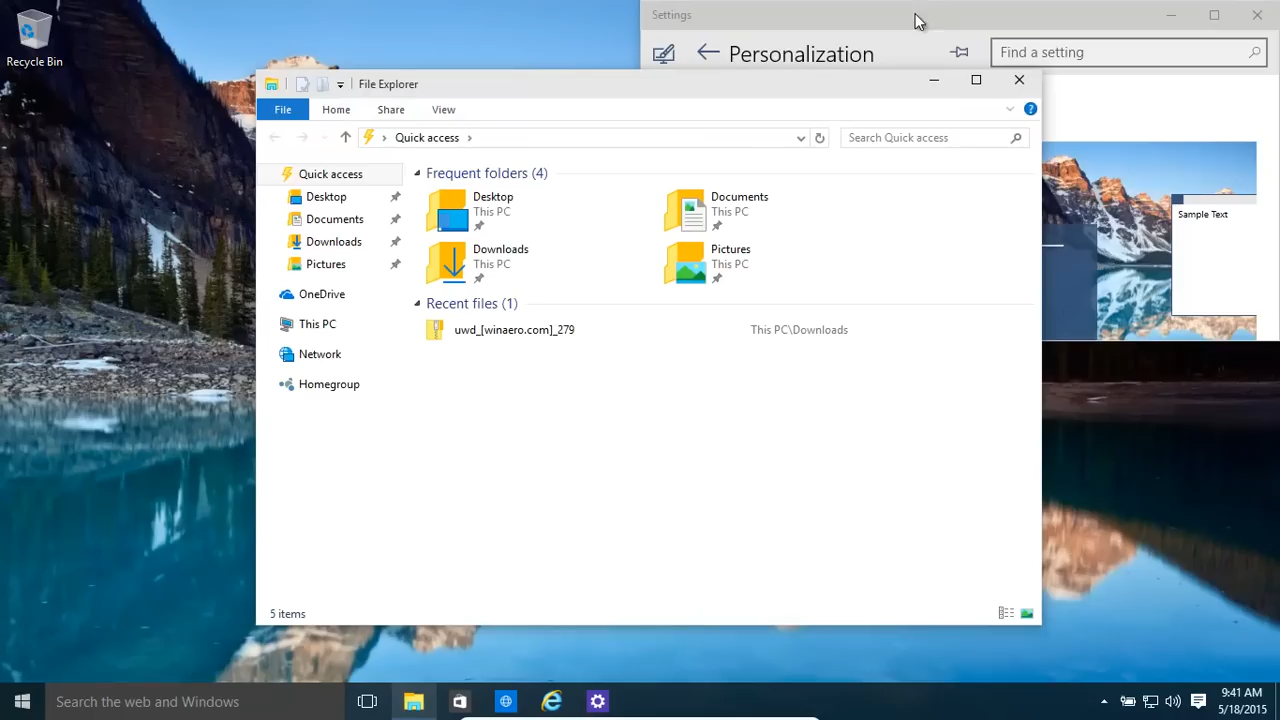 Recycle Bin
Settings
Personalization
Find a setting
File Explorer
File Home Share View
Quick access
Search Quick access
Quick access
Desktop
Documents
Downloads
Pictures
OneDrive
This PC
Network
Homegroup
Frequent folders (4)
Desktop
This PC
Documents
This PC
Downloads
This PC
Pictures
This PC
Recent files (1)
uwd_[winaero.com]_279 This PC\Downloads
5 items
Sample Text
Search the web and Windows
9:41 AM
5/18/2015